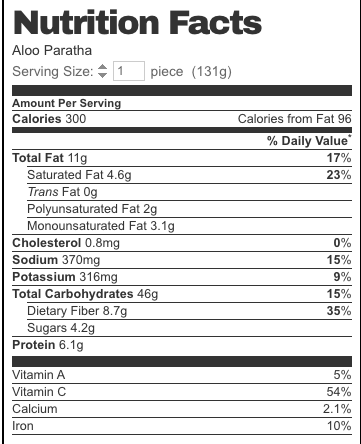 Nutrition Facts
Aloo Paratha
Serving Size: 1 piece (131g)
Amount Per Serving
Calories 300 Calories from Fat 96
% Daily Value*
Total Fat 11g 17%
Saturated Fat 4.6g 23%
Trans Fat 0g
Polyunsaturated Fat 2g
Monounsaturated Fat 3.1g
Cholesterol 0.8mg 0%
Sodium 370mg 15%
Potassium 316mg 9%
Total Carbohydrates 46g 15%
Dietary Fiber 8.7g 35%
Sugars 4.2g
Protein 6.1g
Vitamin A 5%
Vitamin C 54%
Calcium 2.1%
Iron 10%